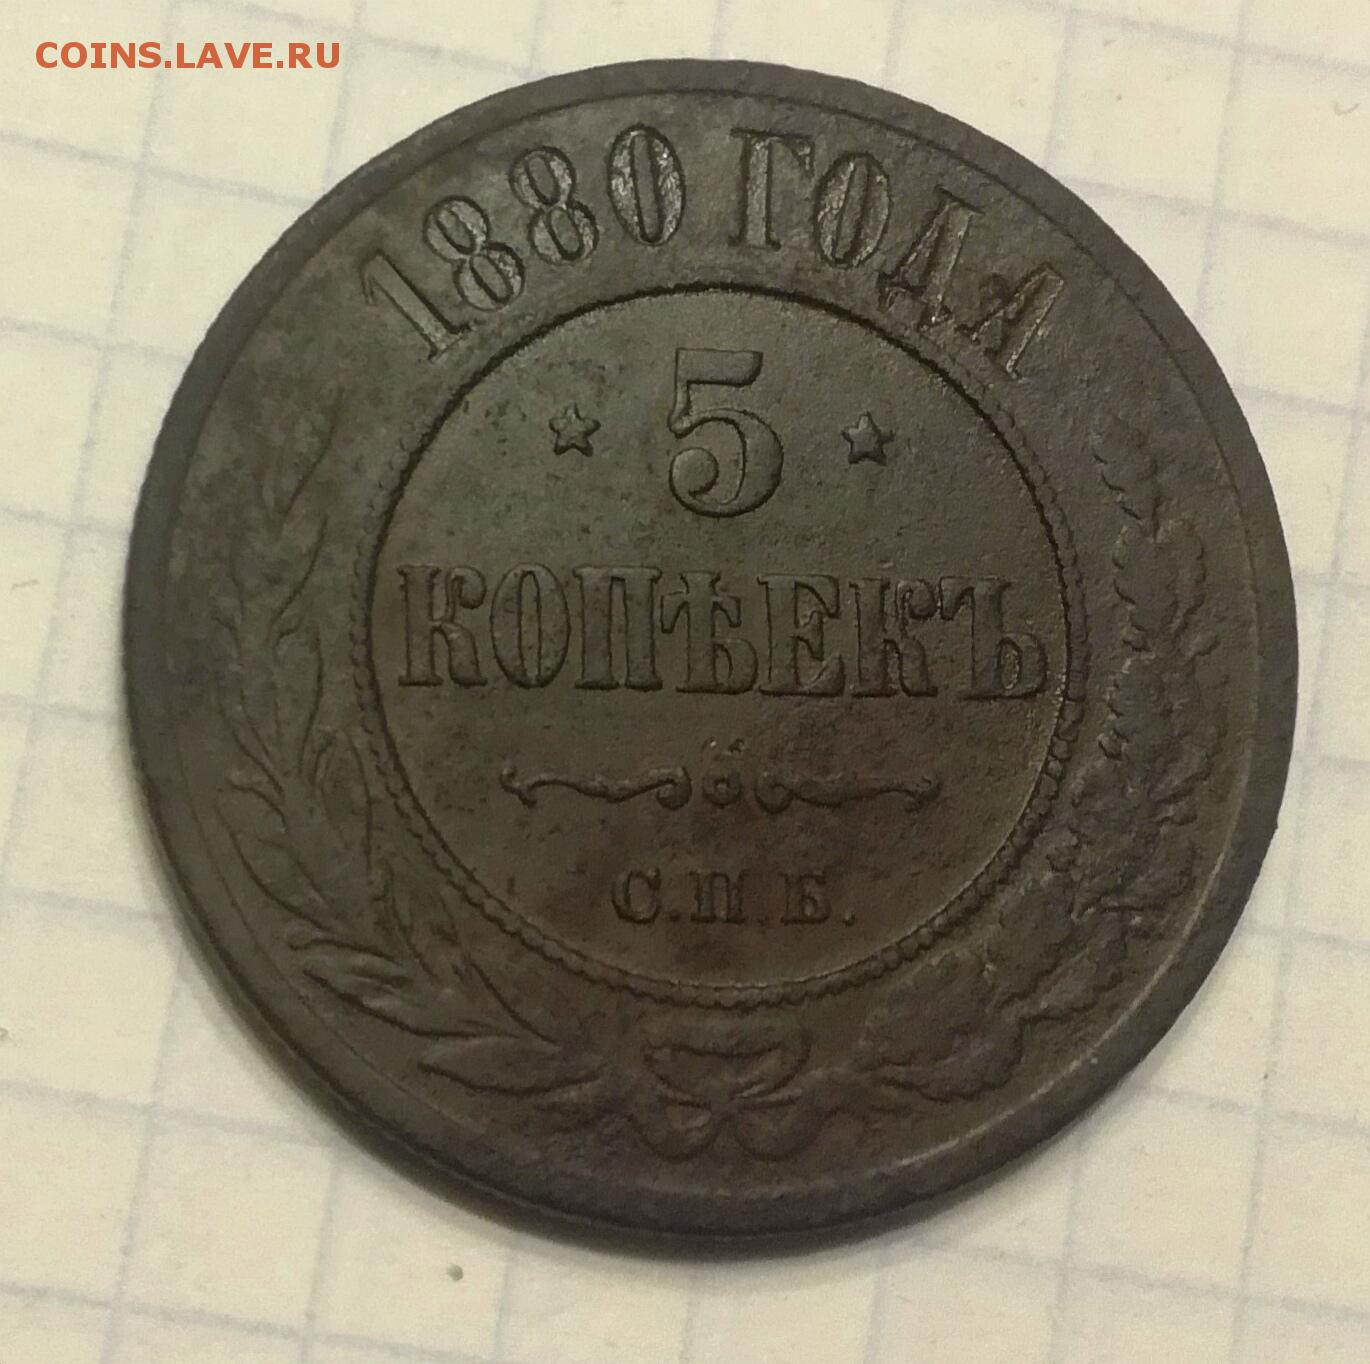 COINS.LAVE.RU
1880 ГОДА
5
КОПѢЕКЪ
С.П.Б.